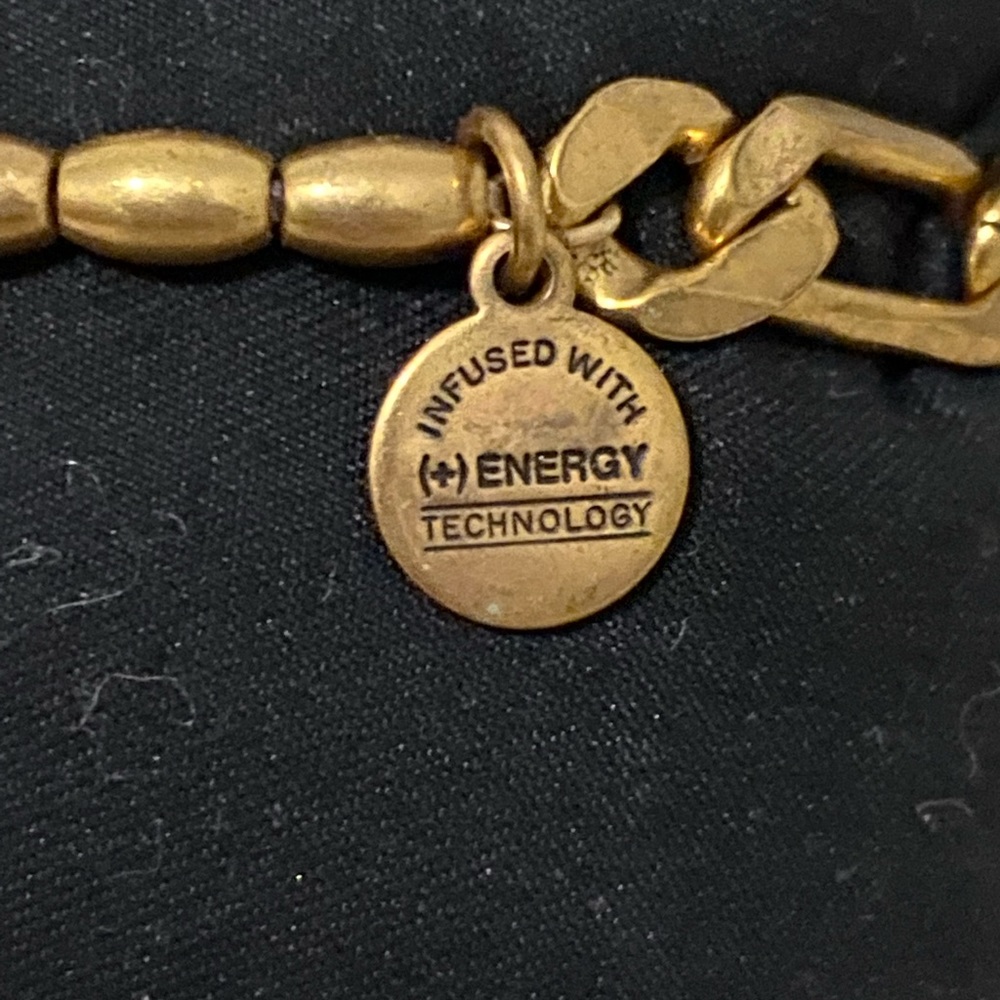 INFUSED WITH
(+) ENERGY
TECHNOLOGY